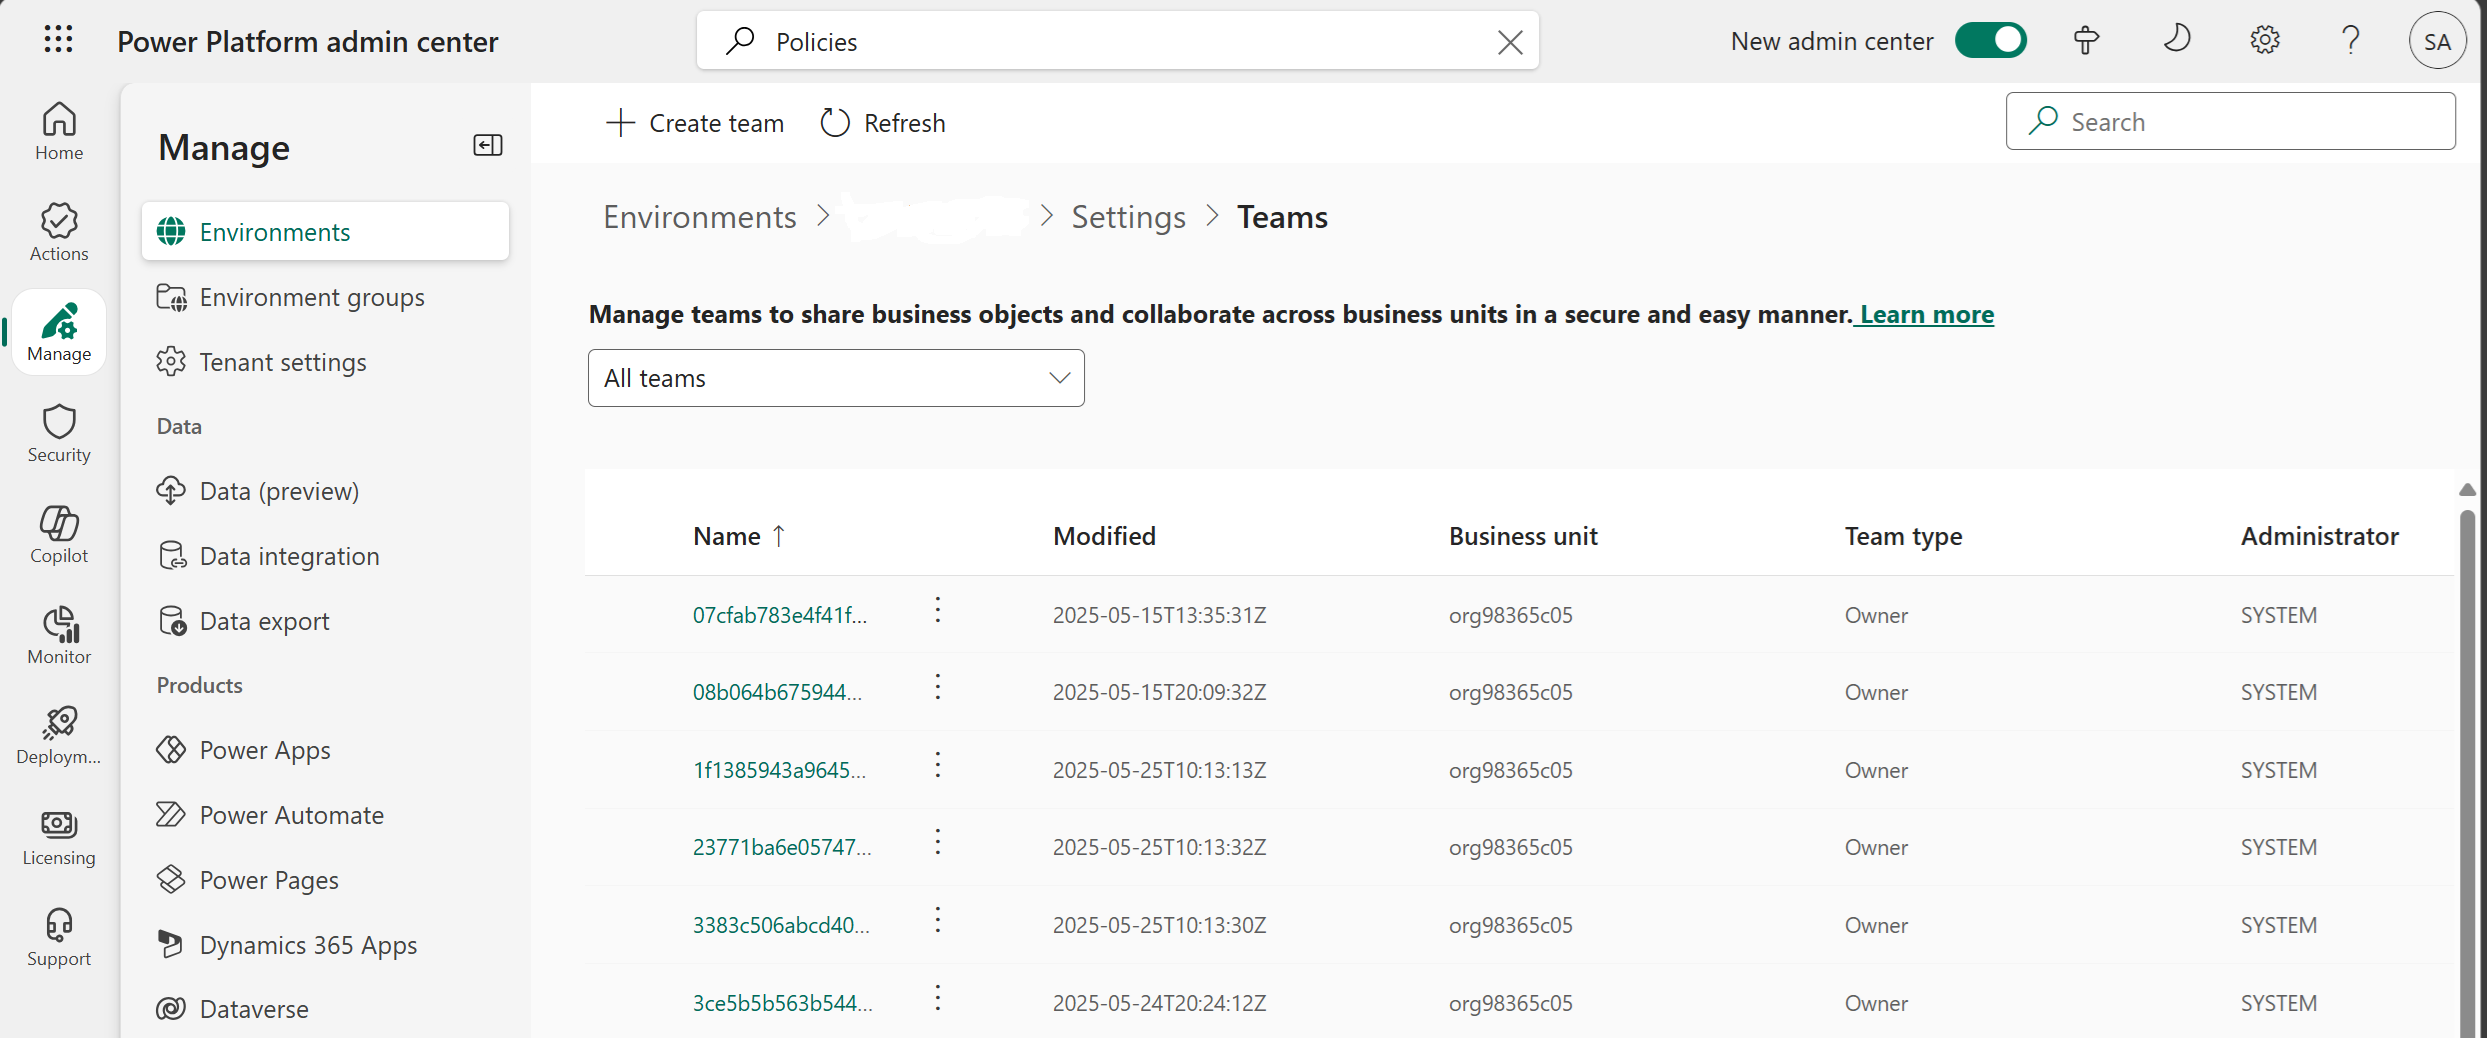 Power Platform admin center
Policies
New admin center
SA
Home
Actions
Manage
Security
Copilot
Monitor
Deploym...
Licensing
Support
Manage
Environments
Environment groups
Tenant settings
Data
Data (preview)
Data integration
Data export
Products
Power Apps
Power Automate
Power Pages
Dynamics 365 Apps
Dataverse
Create team
Refresh
Search
Environments > > Settings > Teams
Manage teams to share business objects and collaborate across business units in a secure and easy manner. Learn more
All teams
Name ↑ Modified Business unit Team type Administrator
07cfab783e4f41f... 2025-05-15T13:35:31Z org98365c05 Owner SYSTEM
08b064b675944... 2025-05-15T20:09:32Z org98365c05 Owner SYSTEM
1f1385943a9645... 2025-05-25T10:13:13Z org98365c05 Owner SYSTEM
23771ba6e05747... 2025-05-25T10:13:32Z org98365c05 Owner SYSTEM
3383c506abcd40... 2025-05-25T10:13:30Z org98365c05 Owner SYSTEM
3ce5b5b563b544... 2025-05-24T20:24:12Z org98365c05 Owner SYSTEM